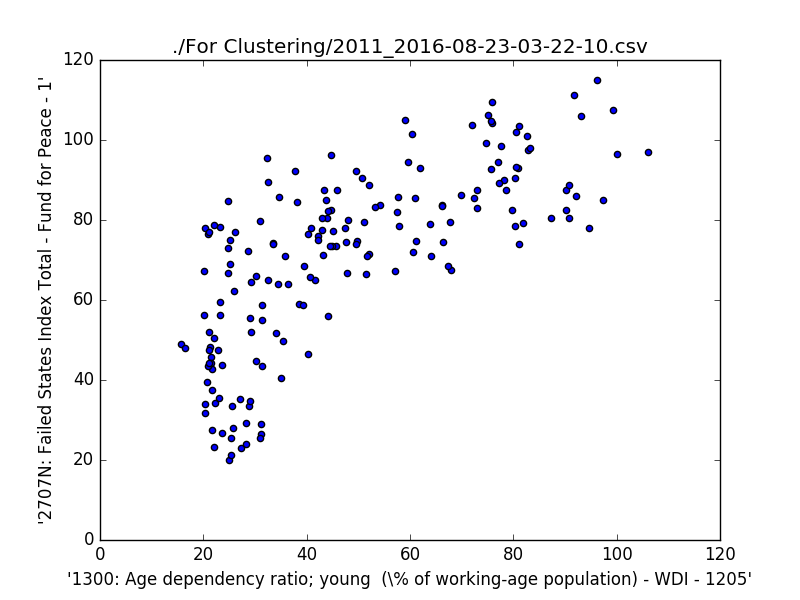 ./For Clustering/2011_2016-08-23-03-22-10.csv
120
100
80
60
40
20
0
'2707N: Failed States Index Total - Fund for Peace - 1'
0 20 40 60 80 100 120
'1300: Age dependency ratio; young  (\% of working-age population) - WDI - 1205'